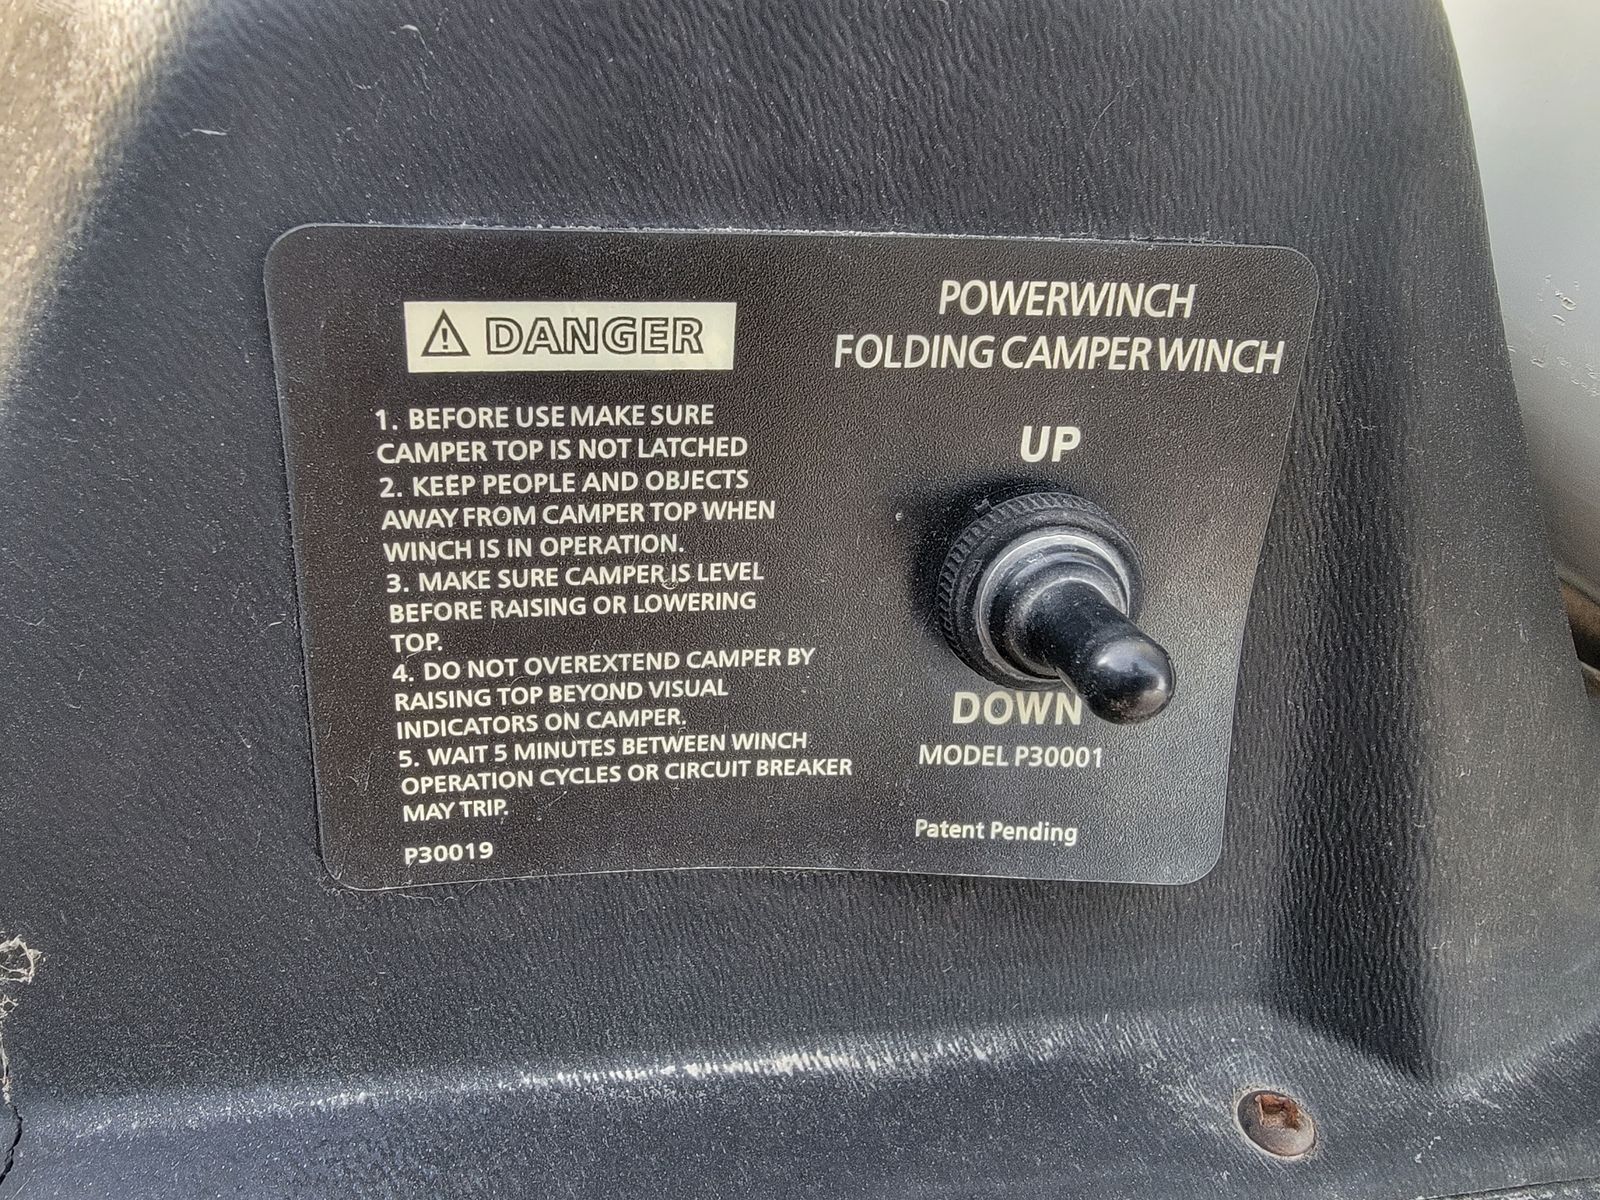 DANGER
1. BEFORE USE MAKE SURE
CAMPER TOP IS NOT LATCHED
2. KEEP PEOPLE AND OBJECTS
AWAY FROM CAMPER TOP WHEN
WINCH IS IN OPERATION.
3. MAKE SURE CAMPER IS LEVEL
BEFORE RAISING OR LOWERING
TOP.
4. DO NOT OVEREXTEND CAMPER BY
RAISING TOP BEYOND VISUAL
INDICATORS ON CAMPER.
5. WAIT 5 MINUTES BETWEEN WINCH
OPERATION CYCLES OR CIRCUIT BREAKER
MAY TRIP.
P30019
POWERWINCH
FOLDING CAMPER WINCH
UP
DOWN
MODEL P30001
Patent Pending